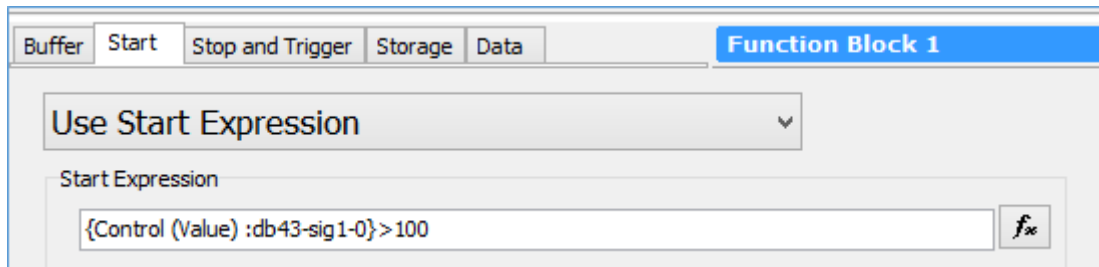 Buffer Start Stop and Trigger Storage Data Function Block 1
Use Start Expression
Start Expression
{Control (Value) :db43-sig1-0}>100 fx